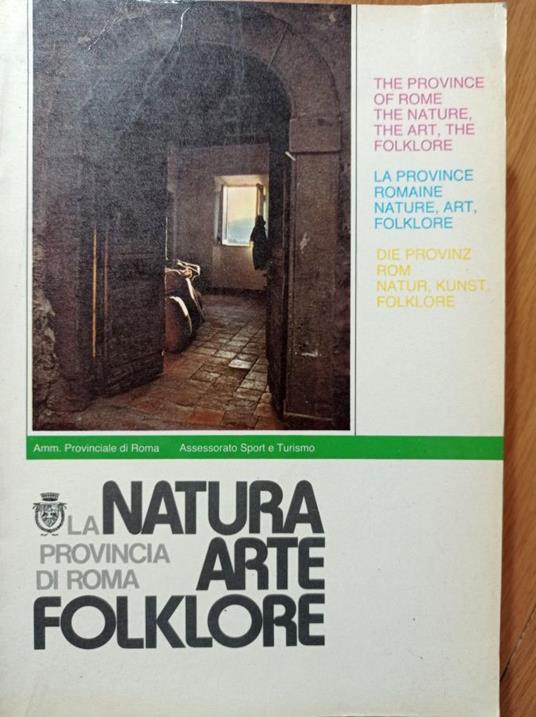 THE PROVINCE
OF ROME
THE NATURE,
THE ART, THE
FOLKLORE
LA PROVINCE
ROMAINE
NATURE, ART,
FOLKLORE
DIE PROVINZ
ROM
NATUR, KUNST,
FOLKLORE
Amm. Provinciale di Roma Assessorato Sport e Turismo
LA NATURA
PROVINCIA ARTE
DI ROMA
FOLKLORE